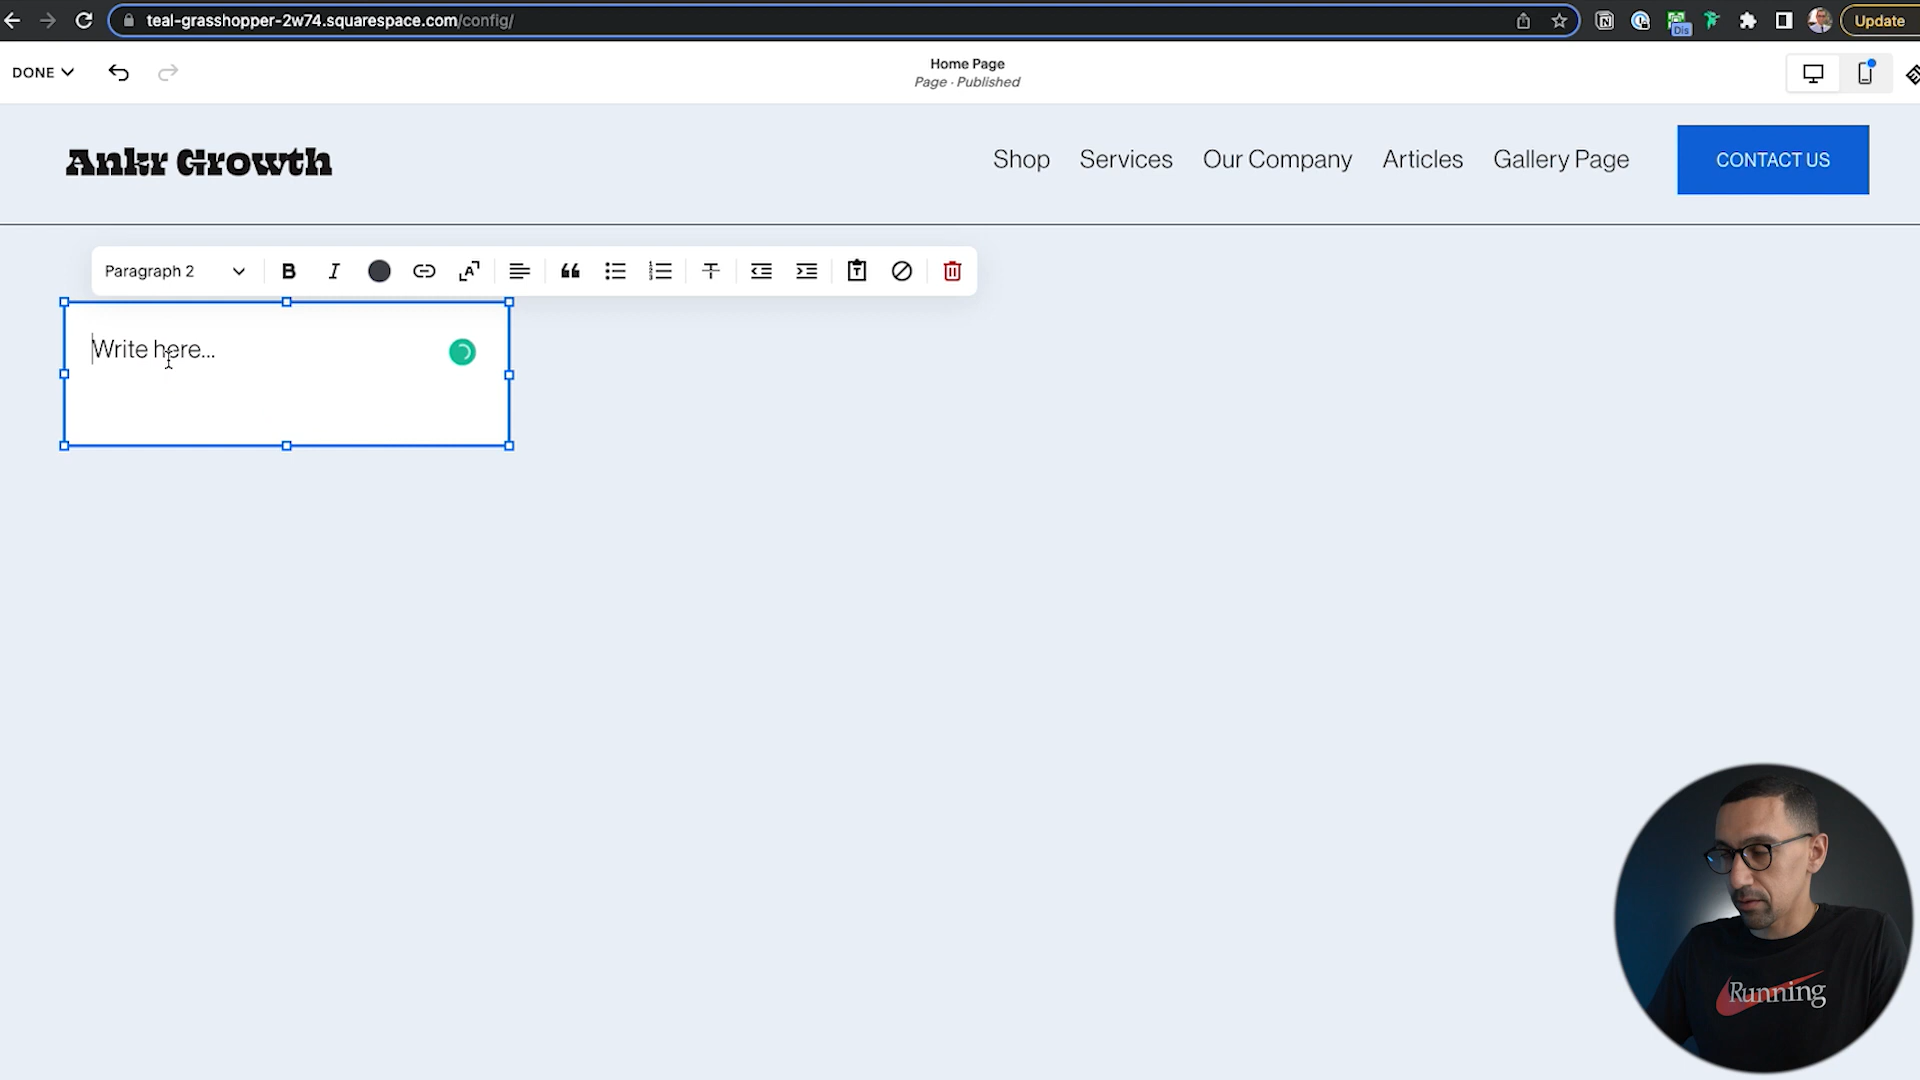 teal-grasshopper-2w74.squarespace.com/config/
Dis
Update
DONE
Home Page
Page · Published
Ankr Growth
Shop
Services
Our Company
Articles
Gallery Page
CONTACT US
Paragraph 2
B
I
Write here...
Running